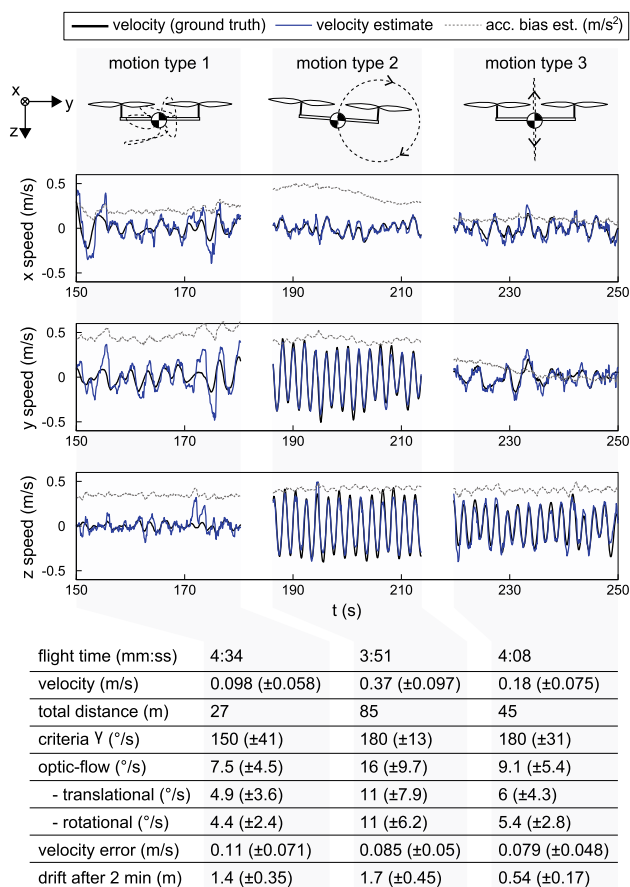 velocity (ground truth) velocity estimate acc. bias est. (m/s²)
motion type 1 motion type 2 motion type 3
x
y
z
x speed (m/s)
0.5
0
-0.5
150 170 190 210 230 250
y speed (m/s)
0.5
0
-0.5
150 170 190 210 230 250
z speed (m/s)
0.5
0
-0.5
150 170 190 210 230 250
t (s)
flight time (mm:ss) 4:34 3:51 4:08
velocity (m/s) 0.098 (±0.058) 0.37 (±0.097) 0.18 (±0.075)
total distance (m) 27 85 45
criteria γ (°/s) 150 (±41) 180 (±13) 180 (±31)
optic-flow (°/s) 7.5 (±4.5) 16 (±9.7) 9.1 (±5.4)
- translational (°/s) 4.9 (±3.6) 11 (±7.9) 6 (±4.3)
- rotational (°/s) 4.4 (±2.4) 11 (±6.2) 5.4 (±2.8)
velocity error (m/s) 0.11 (±0.071) 0.085 (±0.05) 0.079 (±0.048)
drift after 2 min (m) 1.4 (±0.35) 1.7 (±0.45) 0.54 (±0.17)